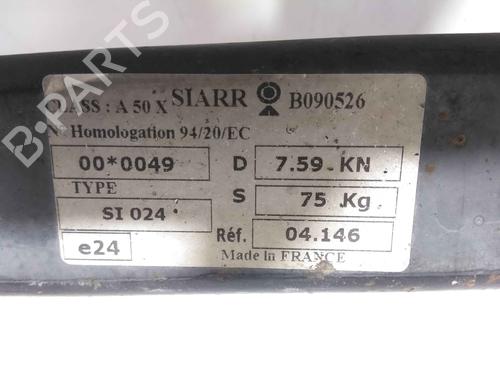 CLASS : A 50 X SIARR B090526
N° Homologation 94/20/EC
00*0049 D 7.59 KN
TYPE S 75 Kg
SI 024 Réf. 04.146
e24 Made In FRANCE
B-PARTS